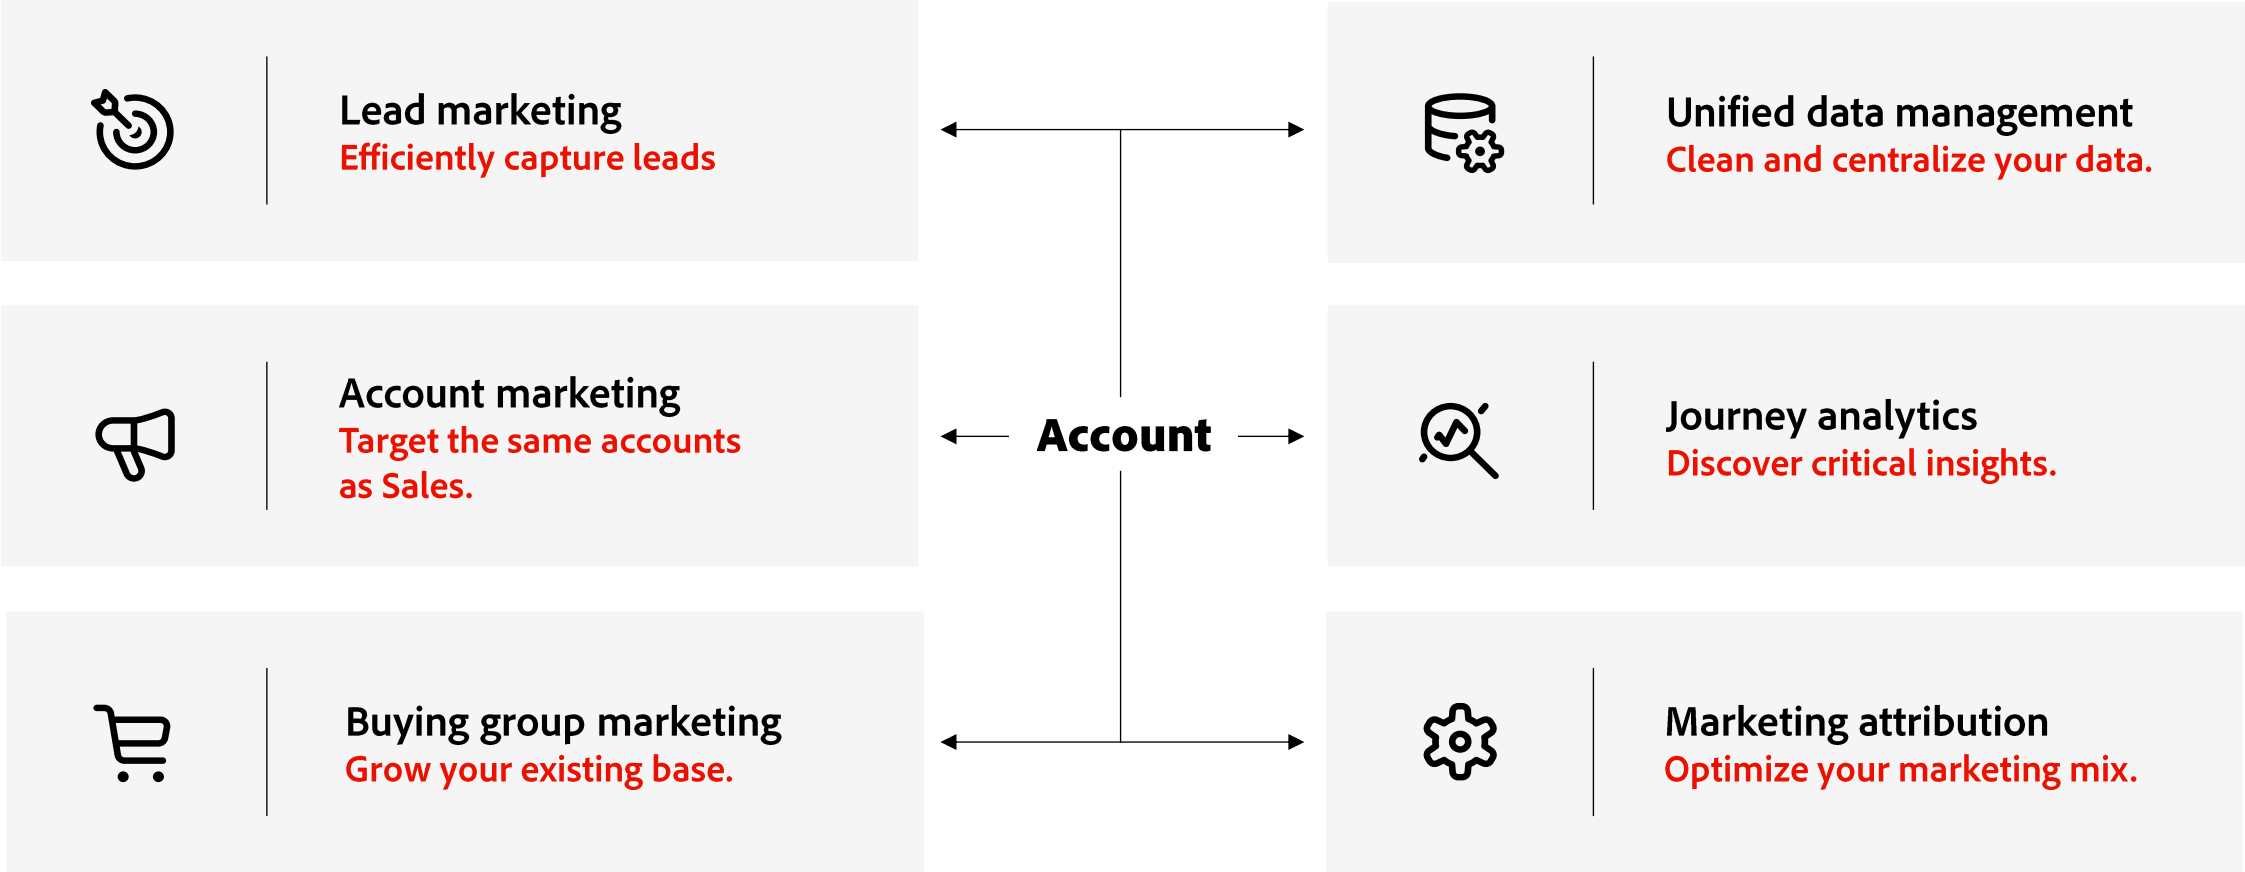 Lead marketing
Efficiently capture leads
Account marketing
Target the same accounts
as Sales.
Buying group marketing
Grow your existing base.
Account
Unified data management
Clean and centralize your data.
Journey analytics
Discover critical insights.
Marketing attribution
Optimize your marketing mix.